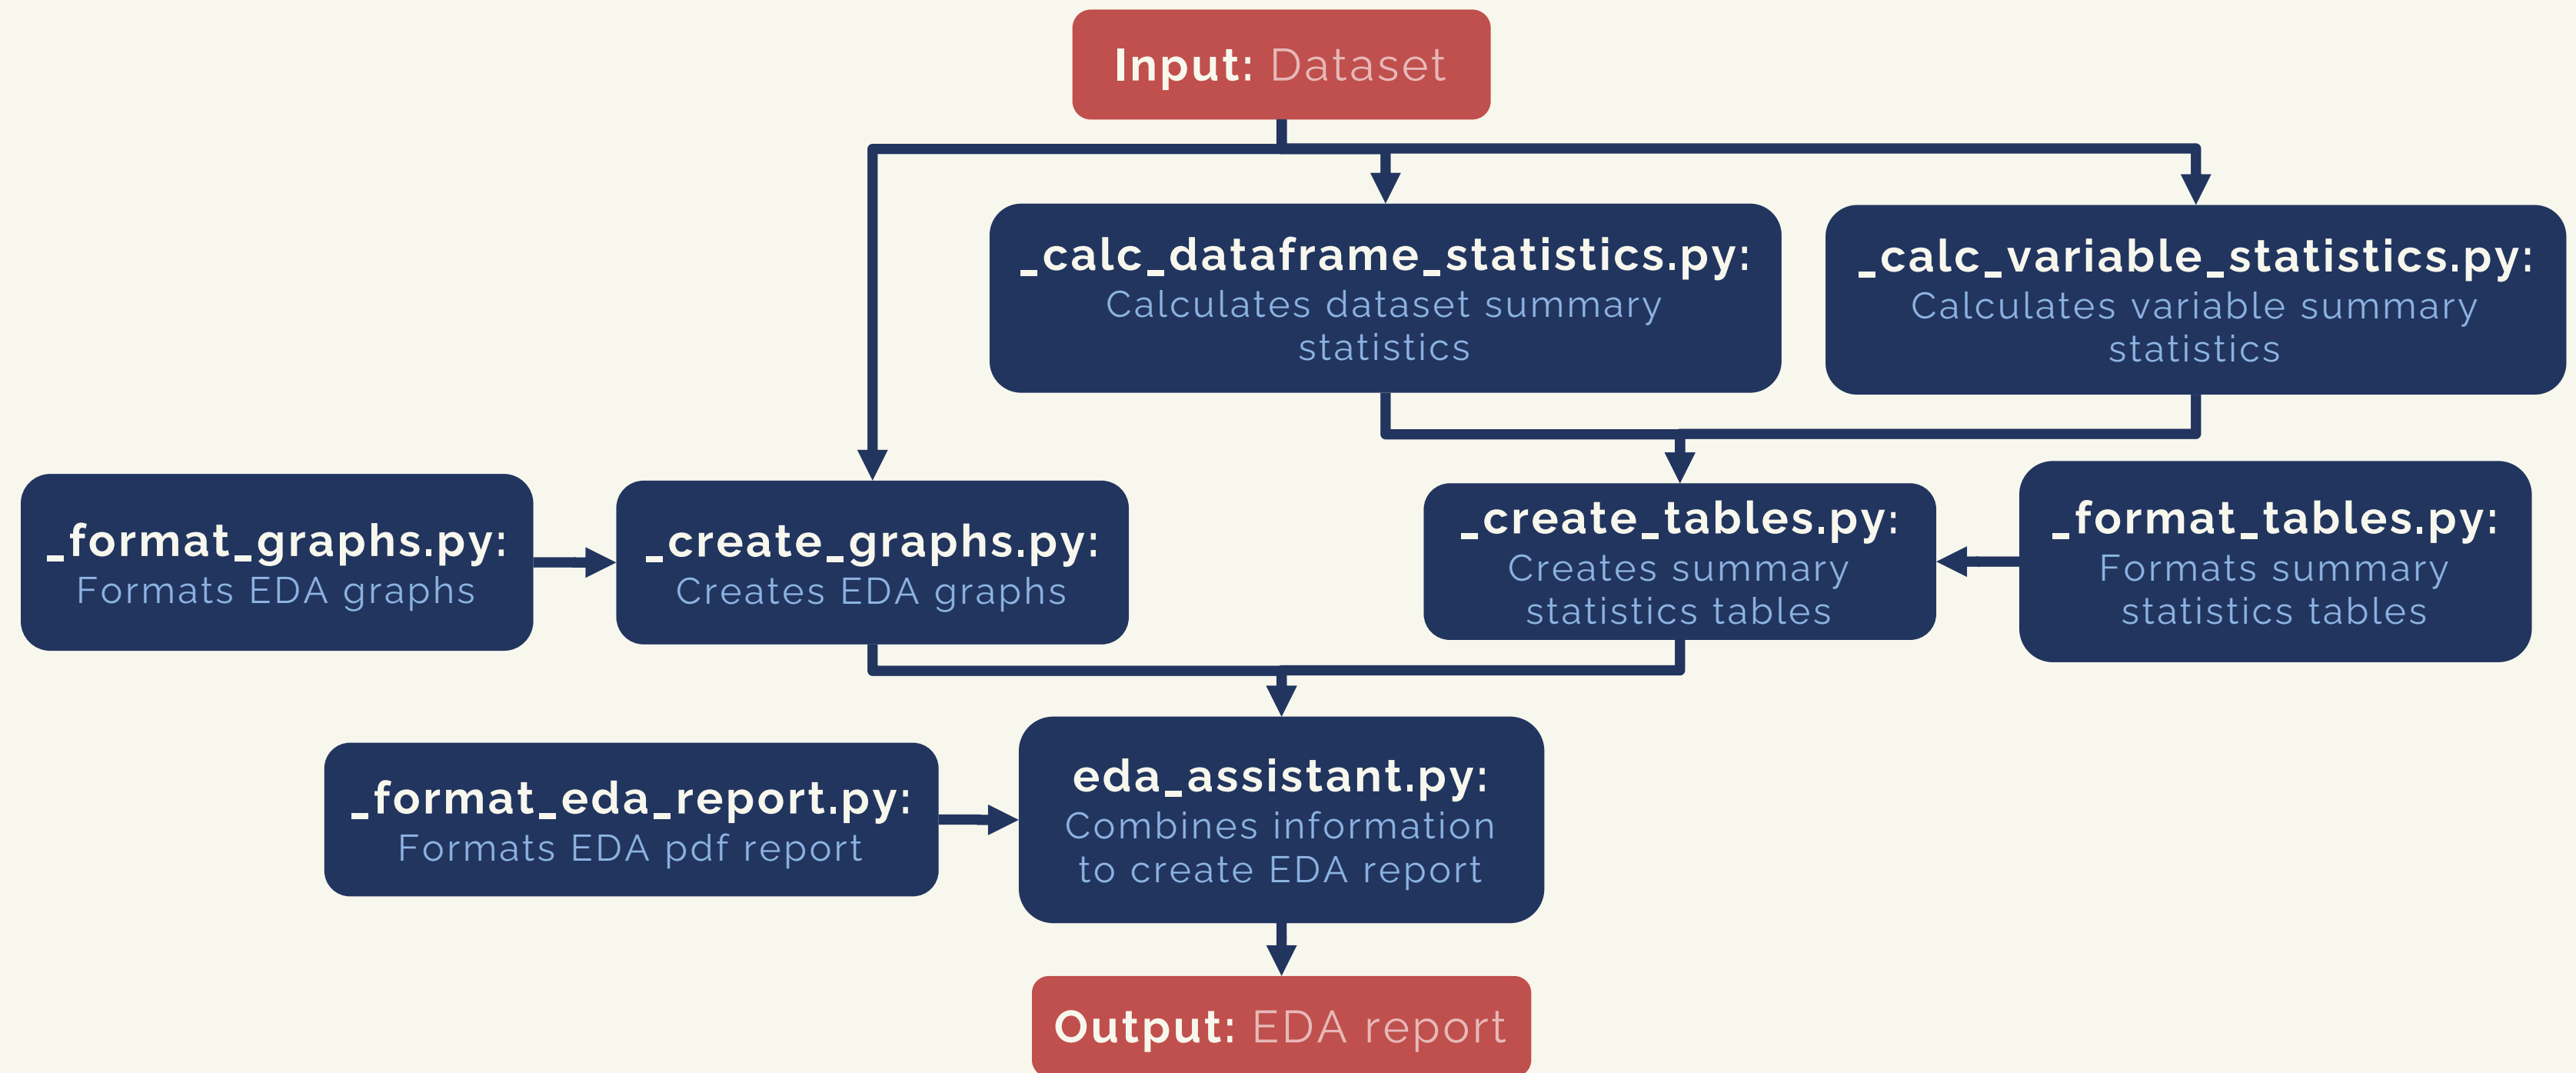 Input: Dataset
_calc_dataframe_statistics.py:
Calculates dataset summary
statistics
_calc_variable_statistics.py:
Calculates variable summary
statistics
_format_graphs.py:
Formats EDA graphs
_create_graphs.py:
Creates EDA graphs
_create_tables.py:
Creates summary
statistics tables
_format_tables.py:
Formats summary
statistics tables
_format_eda_report.py:
Formats EDA pdf report
eda_assistant.py:
Combines information
to create EDA report
Output: EDA report